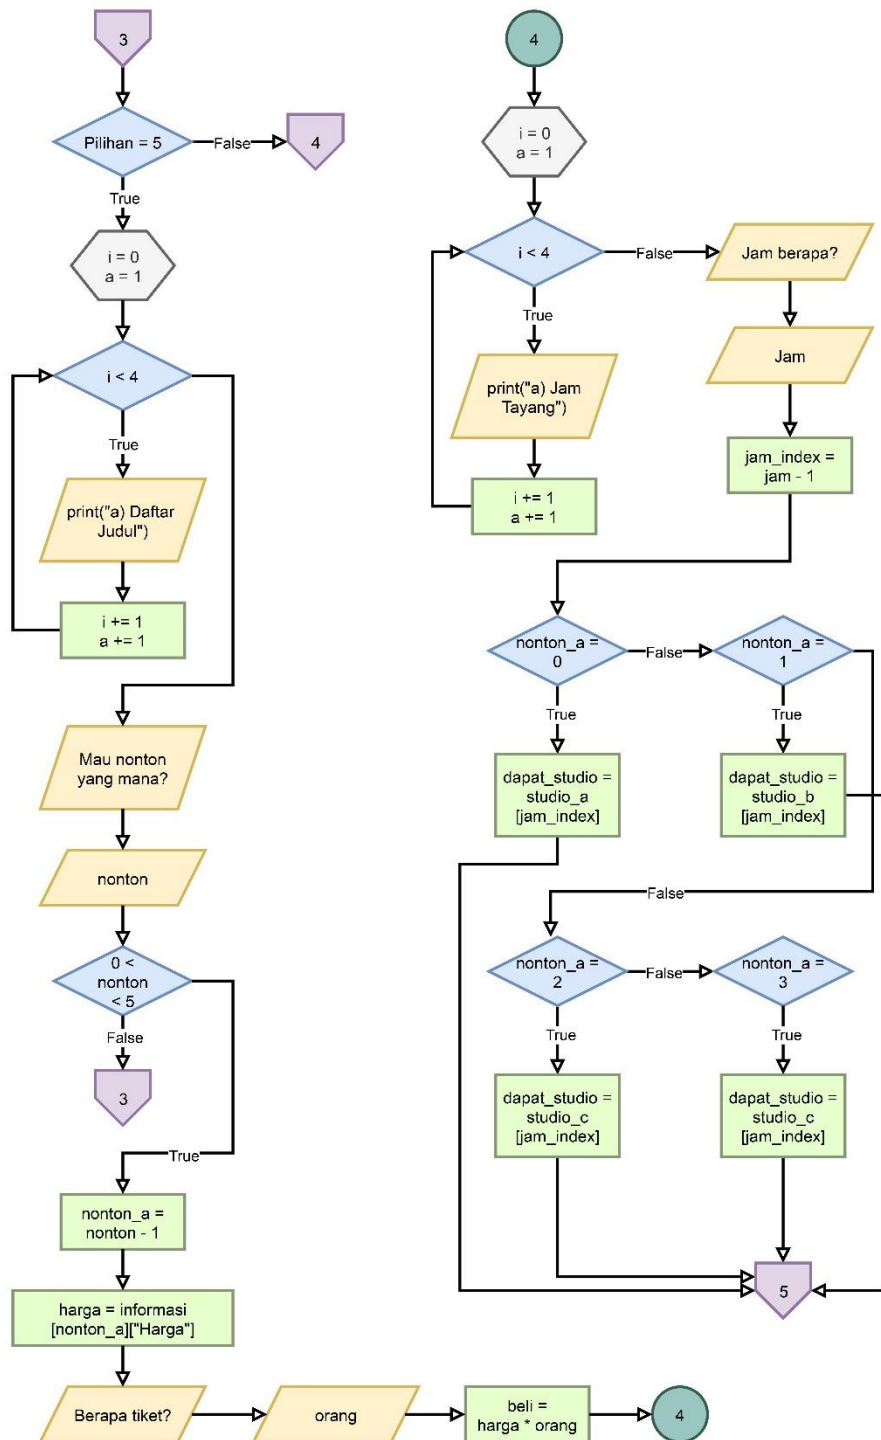 3
Pilihan = 5
False
4
True
i = 0
a = 1
i < 4
True
print("a) Daftar
Judul")
i += 1
a += 1
Mau nonton
yang mana?
nonton
0 <
nonton
< 5
False
3
True
nonton_a =
nonton - 1
harga = informasi
[nonton_a]["Harga"]
Berapa tiket?
orang
beli =
harga * orang
4
4
i = 0
a = 1
i < 4
False
Jam berapa?
True
Jam
print("a) Jam
Tayang")
jam_index =
jam - 1
i += 1
a += 1
nonton_a =
0
False
nonton_a =
1
True
True
dapat_studio =
studio_a
[jam_index]
dapat_studio =
studio_b
[jam_index]
False
nonton_a =
2
False
nonton_a =
3
True
True
dapat_studio =
studio_c
[jam_index]
dapat_studio =
studio_c
[jam_index]
5